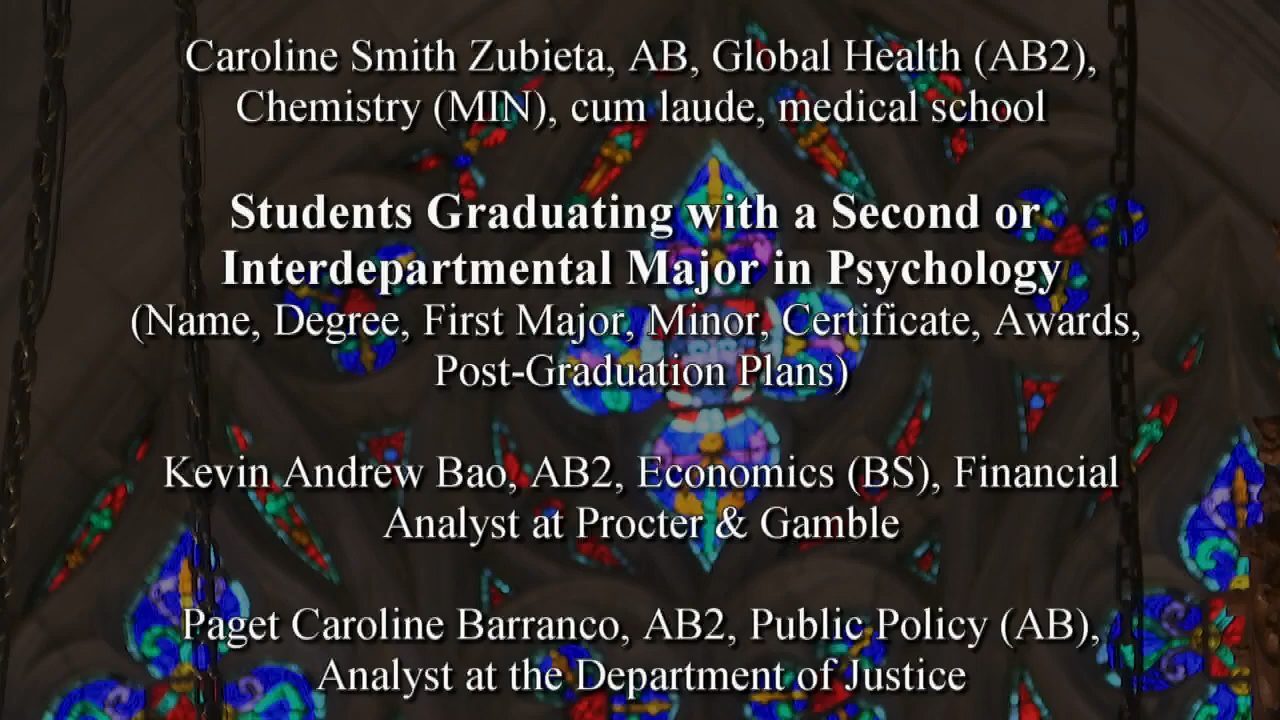 Caroline Smith Zubieta, AB, Global Health (AB2),
Chemistry (MIN), cum laude, medical school
Students Graduating with a Second or
Interdepartmental Major in Psychology
(Name, Degree, First Major, Minor, Certificate, Awards,
Post-Graduation Plans)
Kevin Andrew Bao, AB2, Economics (BS), Financial
Analyst at Procter & Gamble
Paget Caroline Barranco, AB2, Public Policy (AB),
Analyst at the Department of Justice